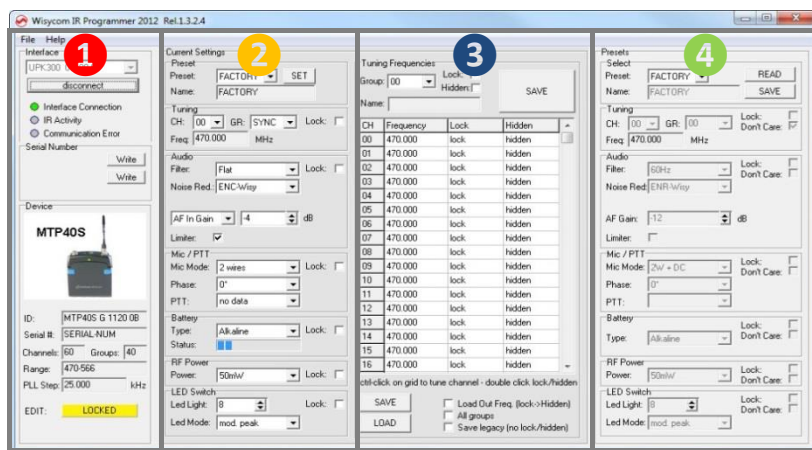 Wisycom IR Programmer 2012 Rel.1.3.2.4
File Help
1
Interface
UPK300
disconnect
Interface Connection
IR Activity
Communication Error
Serial Number
Write
Write
Device
MTP40S
ID: MTP40S G 1120 0B
Serial #: SERIAL-NUM
Channels: 60 Groups: 40
Range: 470-566
PLL Step: 25.000 kHz
EDIT: LOCKED
2
Current Settings
Preset
Preset: FACTORY SET
Name: FACTORY
Tuning
CH: 00 GR: SYNC Lock:
Freq: 470.000 MHz
Audio
Filter: Flat Lock:
Noise Red.: ENC-Wisy
AF In Gain -4 dB
Limiter:
Mic / PTT
Mic Mode: 2 wires Lock:
Phase: 0°
PTT: no data
Battery
Type: Alkaline Lock:
Status:
RF Power
Power: 50mW Lock:
LED Switch
Led Light: 8 Lock:
Led Mode: mod. peak
3
Tuning Frequencies
Group: 00 Lock:
Hidden:
SAVE
Name:
CH Frequency Lock Hidden
00 470.000 lock hidden
01 470.000 lock hidden
02 470.000 lock hidden
03 470.000 lock hidden
04 470.000 lock hidden
05 470.000 lock hidden
06 470.000 lock hidden
07 470.000 lock hidden
08 470.000 lock hidden
09 470.000 lock hidden
10 470.000 lock hidden
11 470.000 lock hidden
12 470.000 lock hidden
13 470.000 lock hidden
14 470.000 lock hidden
15 470.000 lock hidden
16 470.000 lock hidden
ctrl-click on grid to tune channel - double click lock/hidden
SAVE
LOAD
Load Out Freq. (lock->Hidden)
All groups
Save legacy (no lock/hidden)
4
Presets
Select
Preset: FACTORY READ
Name: FACTORY SAVE
Tuning
CH: 00 GR: 00 Lock:
Don't Care:
Freq: 470.000 MHz
Audio
Filter: 60Hz Lock:
Don't Care:
Noise Red: ENR-Wisy
AF Gain: -12 dB
Limiter:
Mic / PTT
Mic Mode: 2W + DC Lock:
Don't Care:
Phase: 0°
PTT:
Battery
Type: Alkaline Lock:
Don't Care:
RF Power
Power: 50mW Lock:
Don't Care:
LED Switch
Led Light: 8 Lock:
Don't Care:
Led Mode: mod. peak